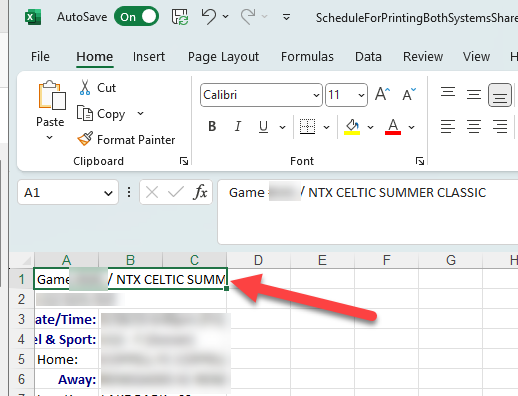 AutoSave On ScheduleForPrintingBothSystemsShare
File Home Insert Page Layout Formulas Data
Paste
Cut
Copy
Format Painter
Clipboard
Calibri 11
B I U A
Font
A1 fx Game / NTX CELTIC SUMMER CLASSIC
A B C D E F G H
1 Game / NTX CELTIC SUMM
2
3 ate/Time:
4 el & Sport:
5 Home:
6 Away: